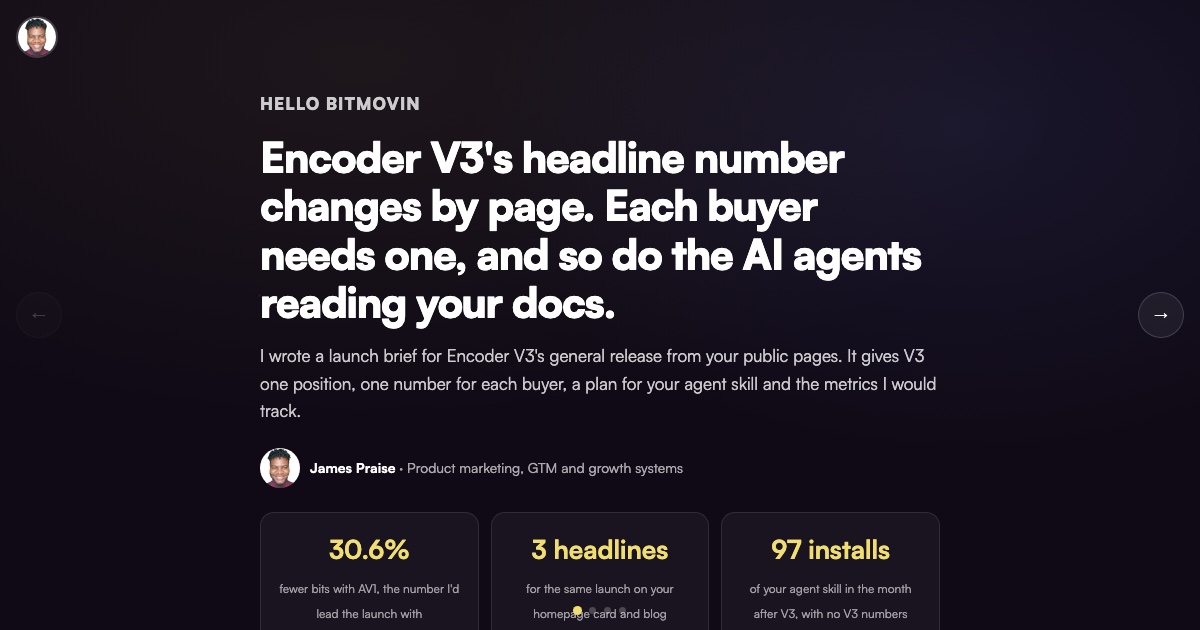 HELLO BITMOVIN
Encoder V3's headline number
changes by page. Each buyer
needs one, and so do the AI agents
reading your docs.
I wrote a launch brief for Encoder V3's general release from your public pages. It gives V3
one position, one number for each buyer, a plan for your agent skill and the metrics I would
track.
James Praise · Product marketing, GTM and growth systems
←
→
30.6%
fewer bits with AV1, the number I'd
lead the launch with
3 headlines
for the same launch on your
homepage card and blog
97 installs
of your agent skill in the month
after V3, with no V3 numbers